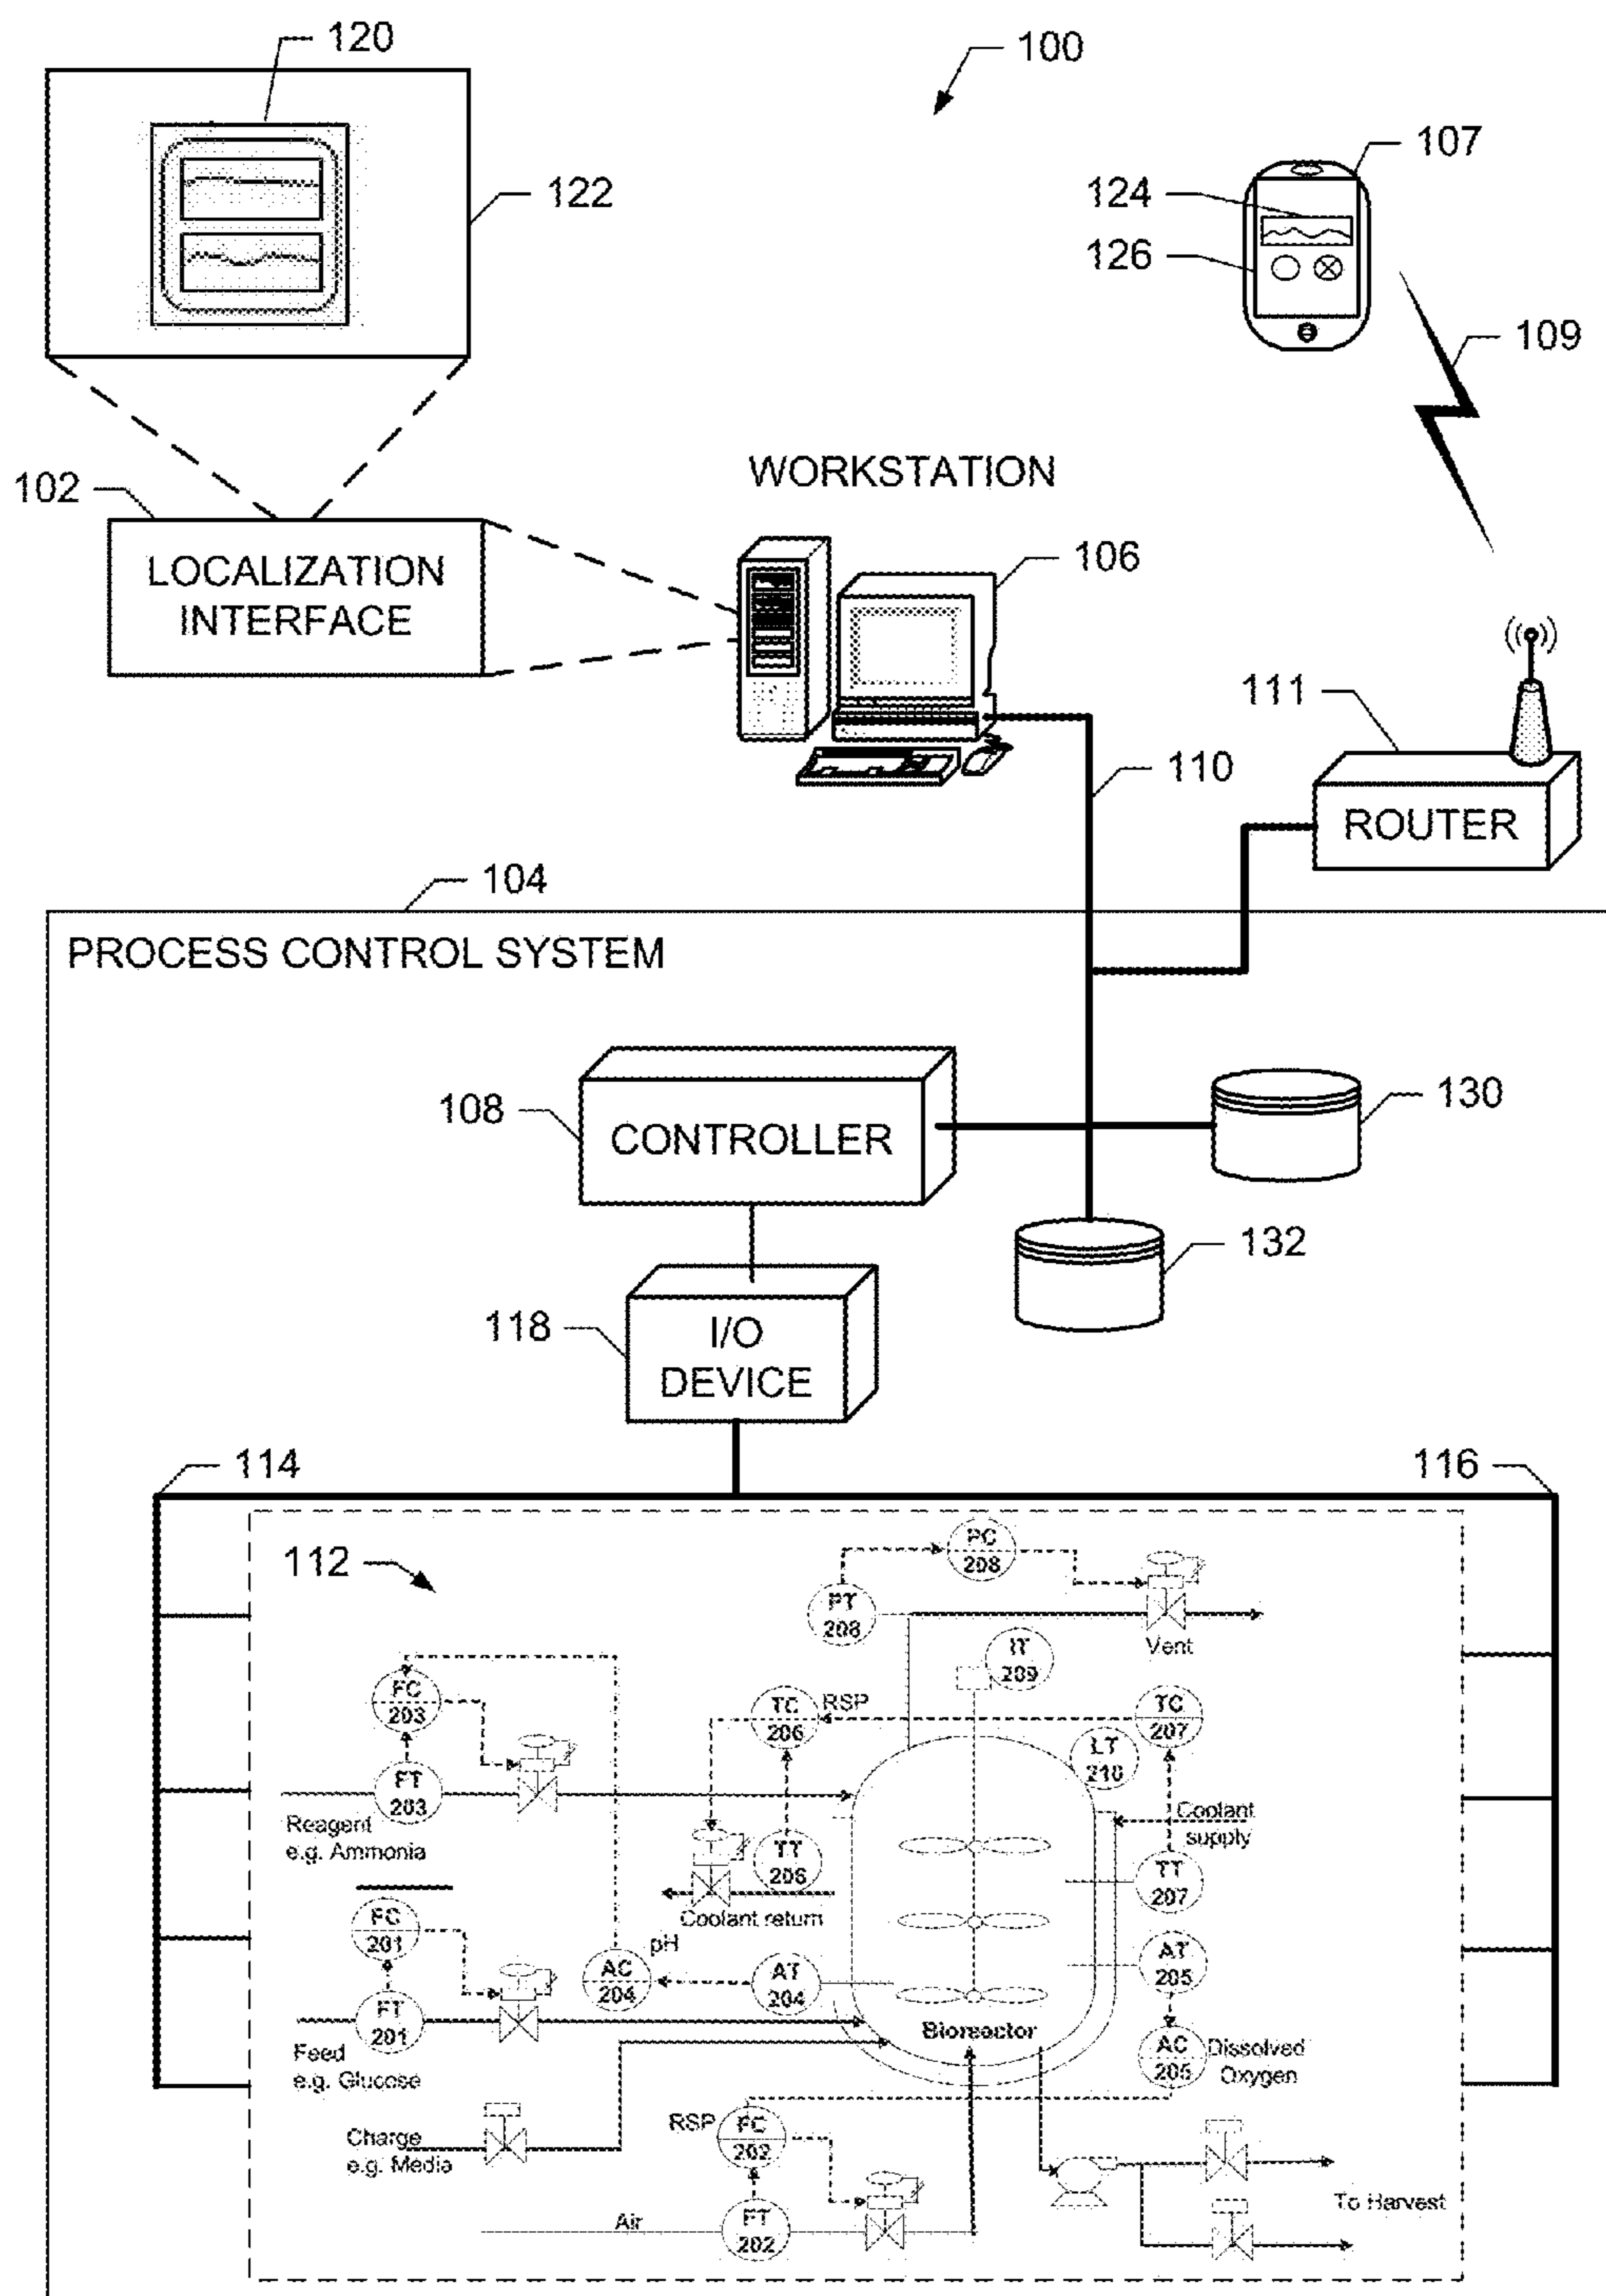 120
100
107
122
124
126
109
WORKSTATION
102
LOCALIZATION
INTERFACE
106
111
110
ROUTER
104
PROCESS CONTROL SYSTEM
108
CONTROLLER
130
132
118
I/O
DEVICE
114
116
112
PC
208
PT
208
Vent
IT
209
FC
203
TC
206
RSP
TC
207
LT
210
FT
203
Reagent
e.g. Ammonia
Coolant
supply
TT
206
TT
207
Coolant return
FC
201
pH
AC
204
AT
204
AT
205
FT
201
Feed
e.g. Glucose
Bioreactor
AC
205
Dissolved
Oxygen
Charge
e.g. Media
RSP
FC
202
To Harvest
Air
FT
202